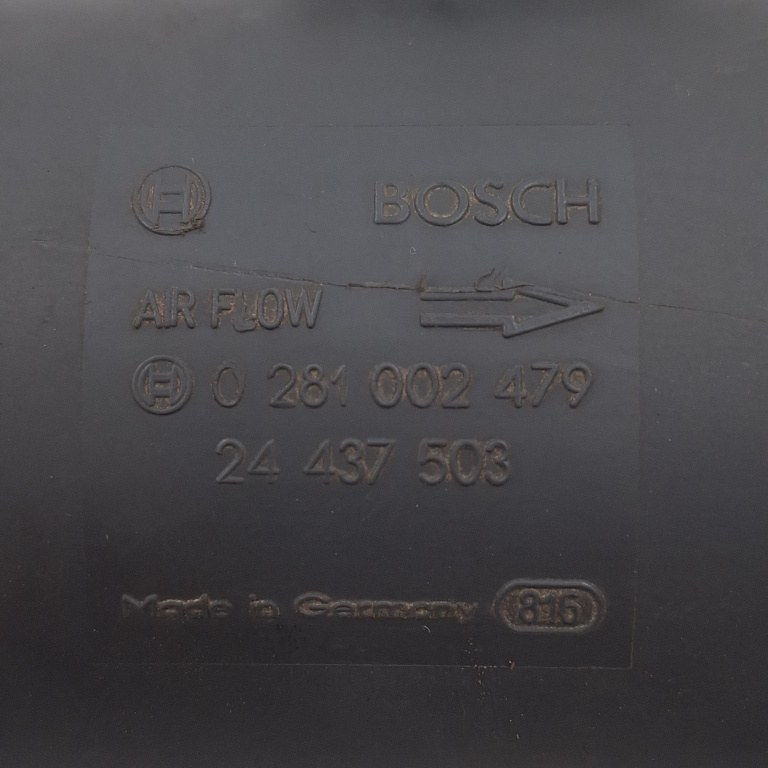 BOSCH
AIR FLOW
0 281 002 479
24 437 503
Made in Germany 816